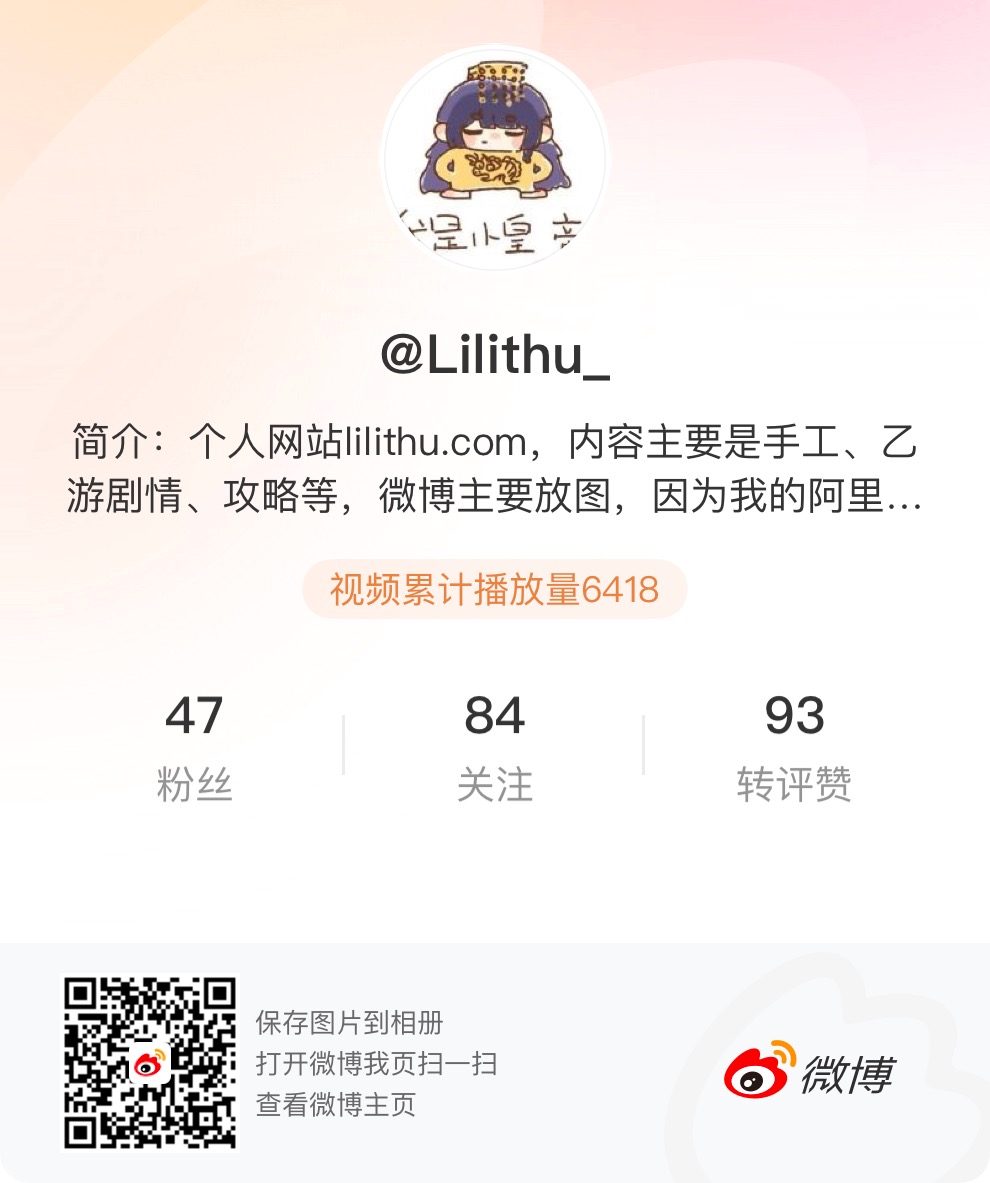 是小皇帝
@Lilithu_
简介：个人网站lilithu.com，内容主要是手工、乙
游剧情、攻略等，微博主要放图，因为我的阿里...
视频累计播放量6418
47
粉丝
84
关注
93
转评赞
保存图片到相册
打开微博我页扫一扫
查看微博主页
微博